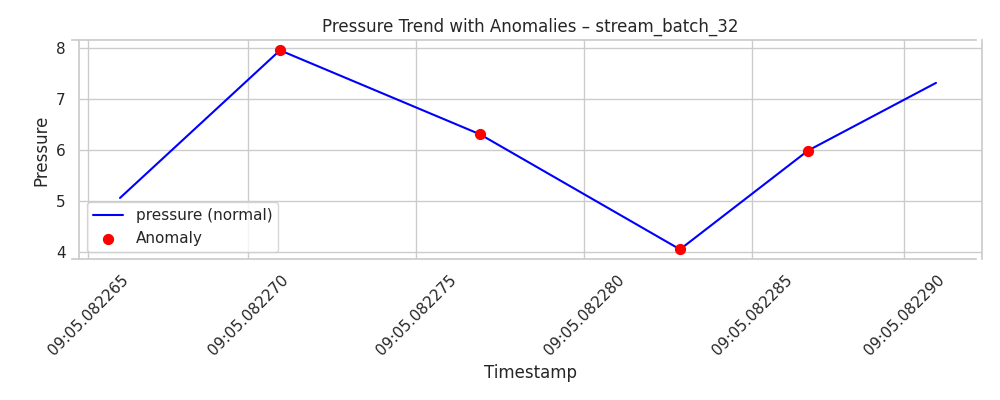 Pressure Trend with Anomalies – stream_batch_32
Pressure
8
7
6
5
4
pressure (normal)
Anomaly
09:05.082265
09:05.082270
09:05.082275
09:05.082280
09:05.082285
09:05.082290
Timestamp